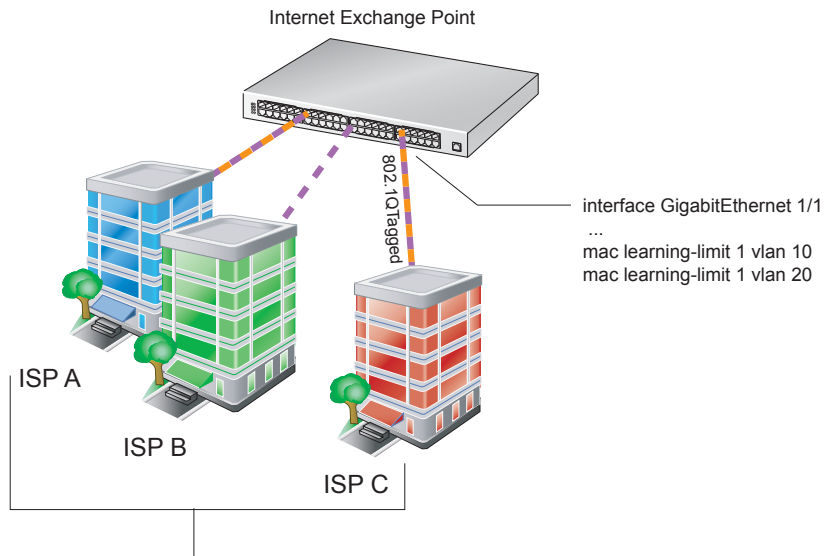 Internet Exchange Point
802.1QTagged
interface GigabitEthernet 1/1
...
mac learning-limit 1 vlan 10
mac learning-limit 1 vlan 20
ISP A
ISP B
ISP C